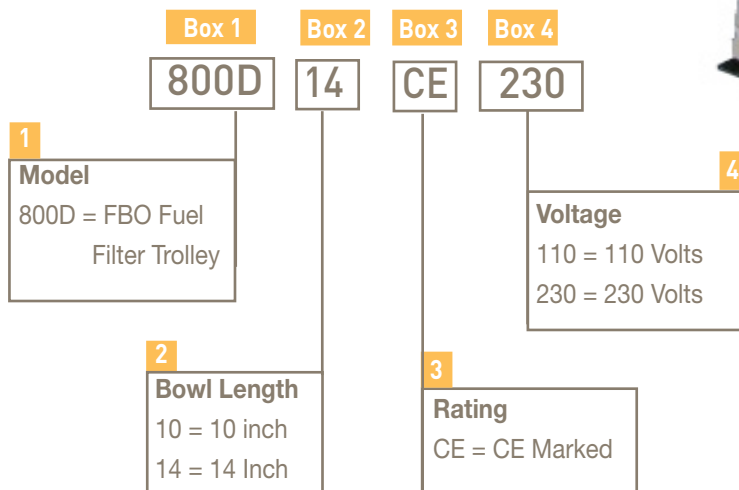 Box 1 Box 2 Box 3 Box 4
800D 14 CE 230
1
Model
800D = FBO Fuel
Filter Trolley
4
Voltage
110 = 110 Volts
230 = 230 Volts
2
Bowl Length
10 = 10 inch
14 = 14 Inch
3
Rating
CE = CE Marked